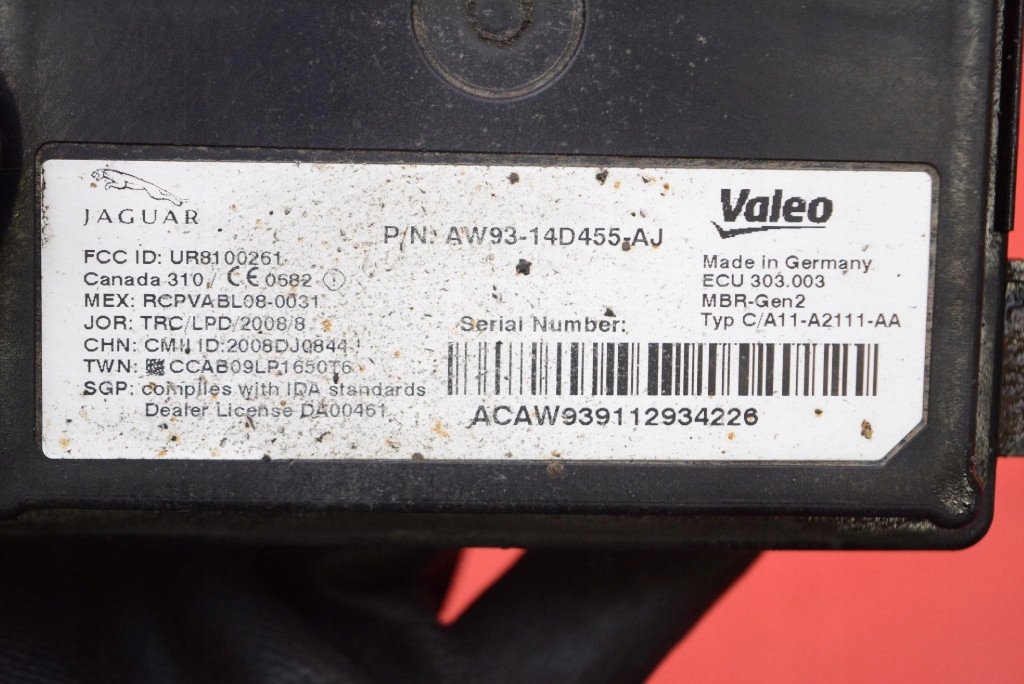 JAGUAR
FCC ID: UR8100261
Canada 310/ CE 0682
MEX: RCPVABL08-0031
JOR: TRC/LPD/2008/8
CHN: CMII ID:2008DJ0844
TWN: CCAB09LP1650T6
SGP: complies with IDA standards
Dealer License DA00461
P/N: AW93-14D455-AJ
Serial Number:
ACAW939112934226
Valeo
Made in Germany
ECU 303.003
MBR-Gen2
Typ C/A11-A2111-AA